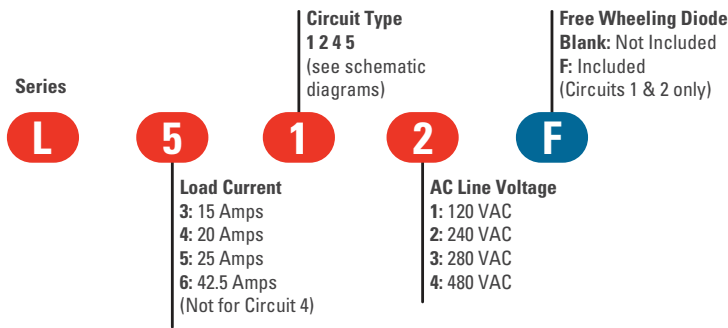 Circuit Type
1 2 4 5
(see schematic
diagrams)
Free Wheeling Diode
Blank: Not Included
F: Included
(Circuits 1 & 2 only)
Series
L
5
1
2
F
Load Current
3: 15 Amps
4: 20 Amps
5: 25 Amps
6: 42.5 Amps
(Not for Circuit 4)
AC Line Voltage
1: 120 VAC
2: 240 VAC
3: 280 VAC
4: 480 VAC